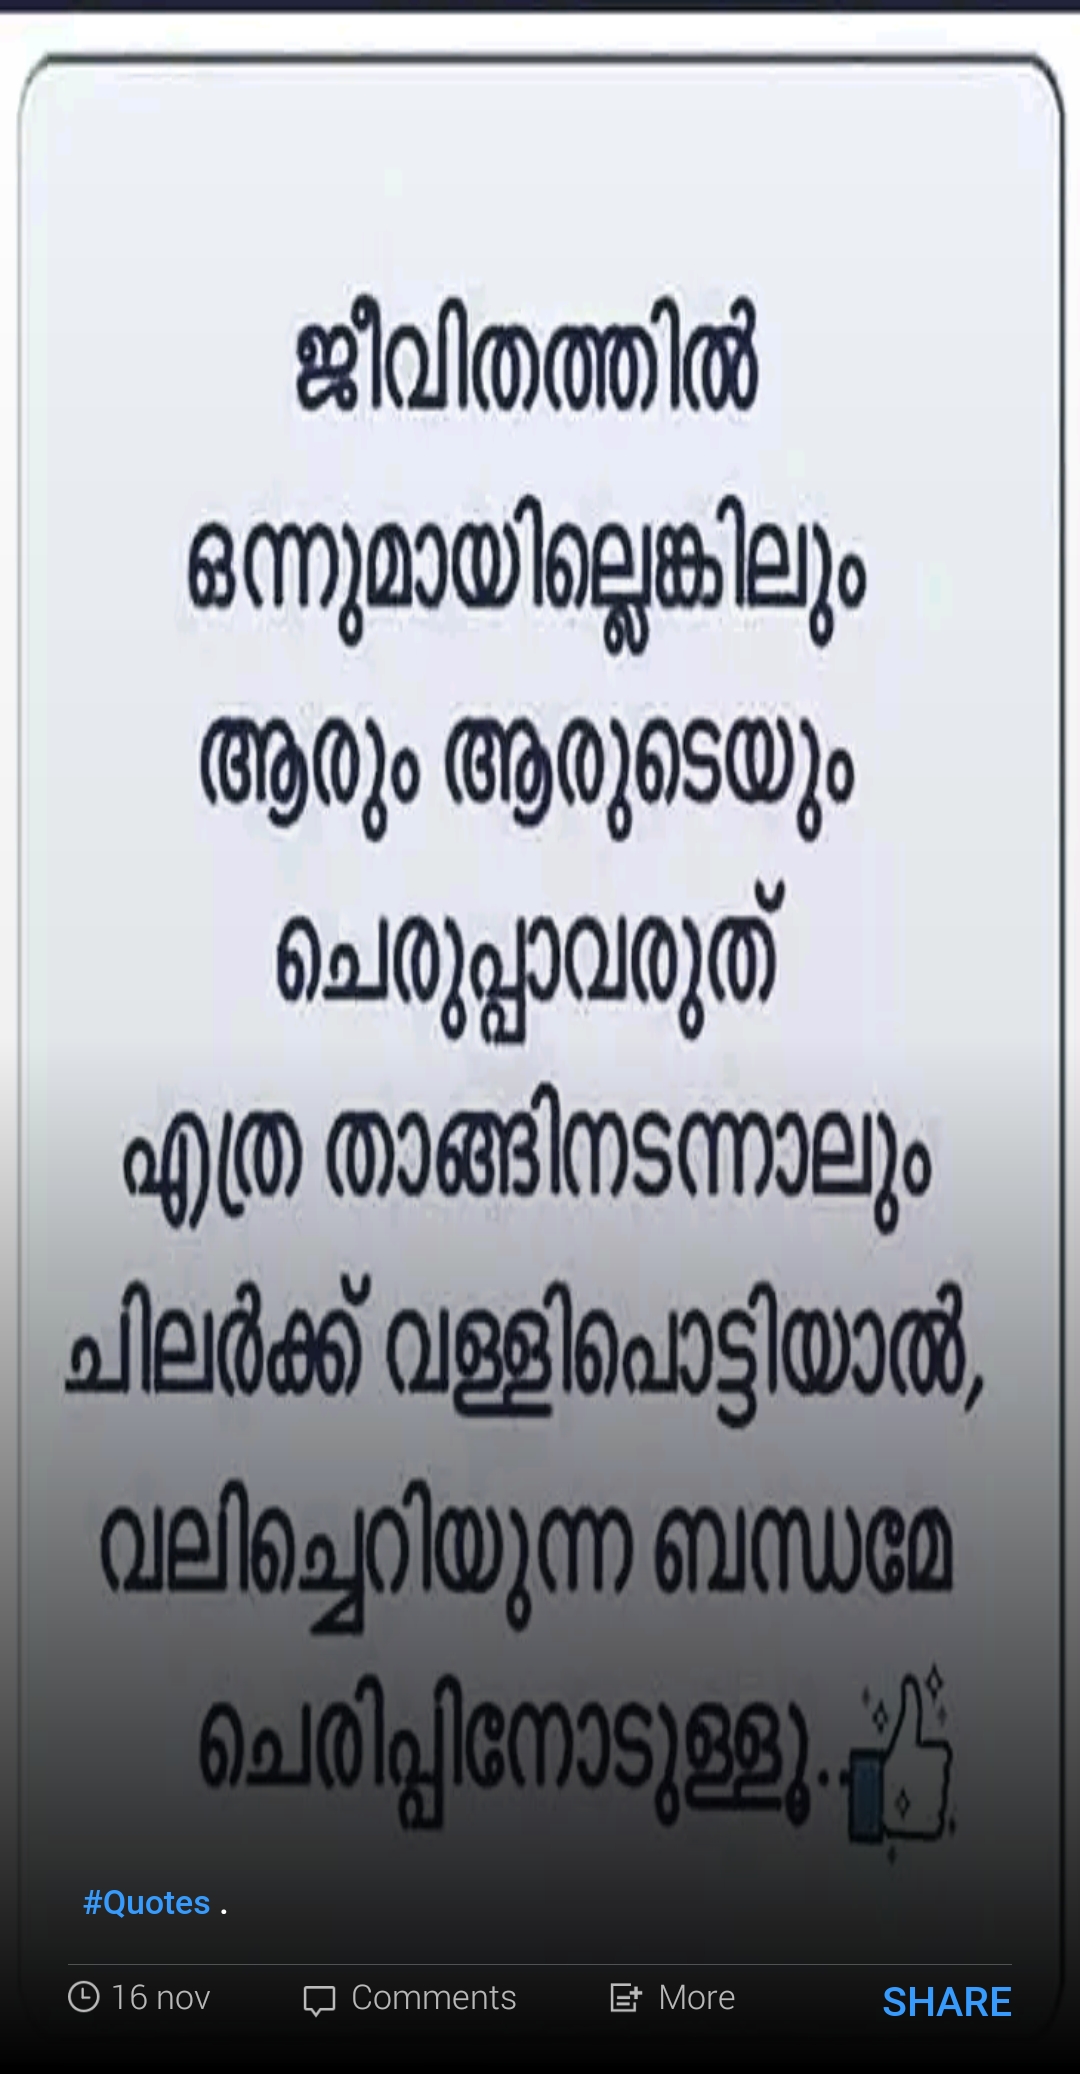 ജീവിതത്തിൽ
ഒന്നുമായില്ലെങ്കിലും
ആരും ആരുടെയും
ചെരുപ്പാവരുത്
എത്ര താങ്ങിനടന്നാലും
ചിലർക്ക് വള്ളിപൊട്ടിയാൽ,
വലിച്ചെറിയുന്ന ബന്ധമേ
ചെരിപ്പിനോടുള്ളൂ..
#Quotes .
16 nov Comments More SHARE